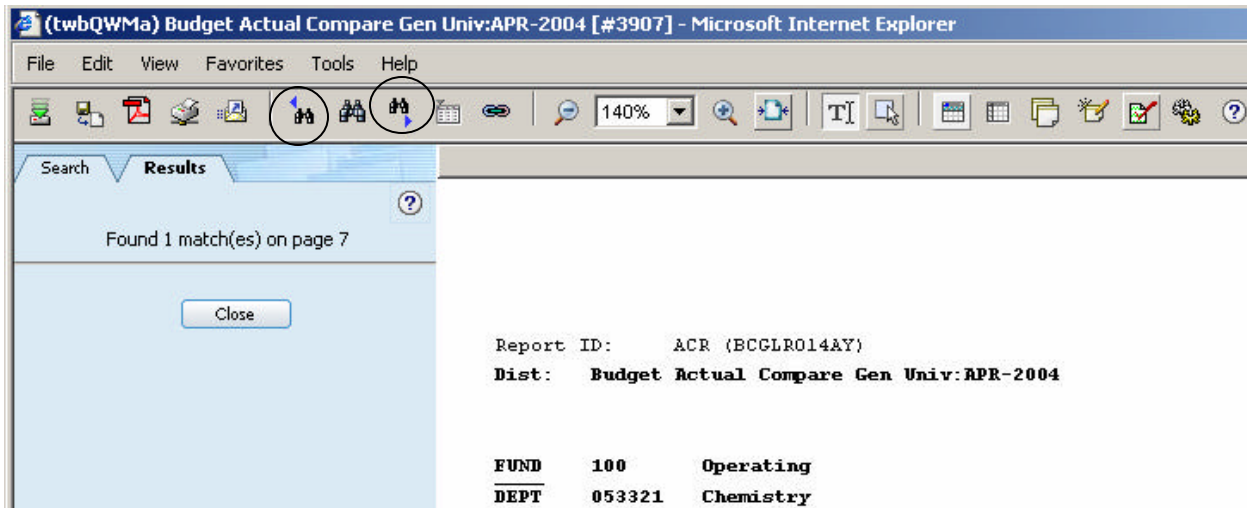 (twbQWMa) Budget Actual Compare Gen Univ:APR-2004 [#3907] - Microsoft Internet Explorer
File Edit View Favorites Tools Help
140% T
Search Results
?
Found 1 match(es) on page 7
Close
Report ID: ACR (BCGLR014AY)
Dist: Budget Actual Compare Gen Univ:APR-2004
FUND 100 Operating
DEPT 053321 Chemistry